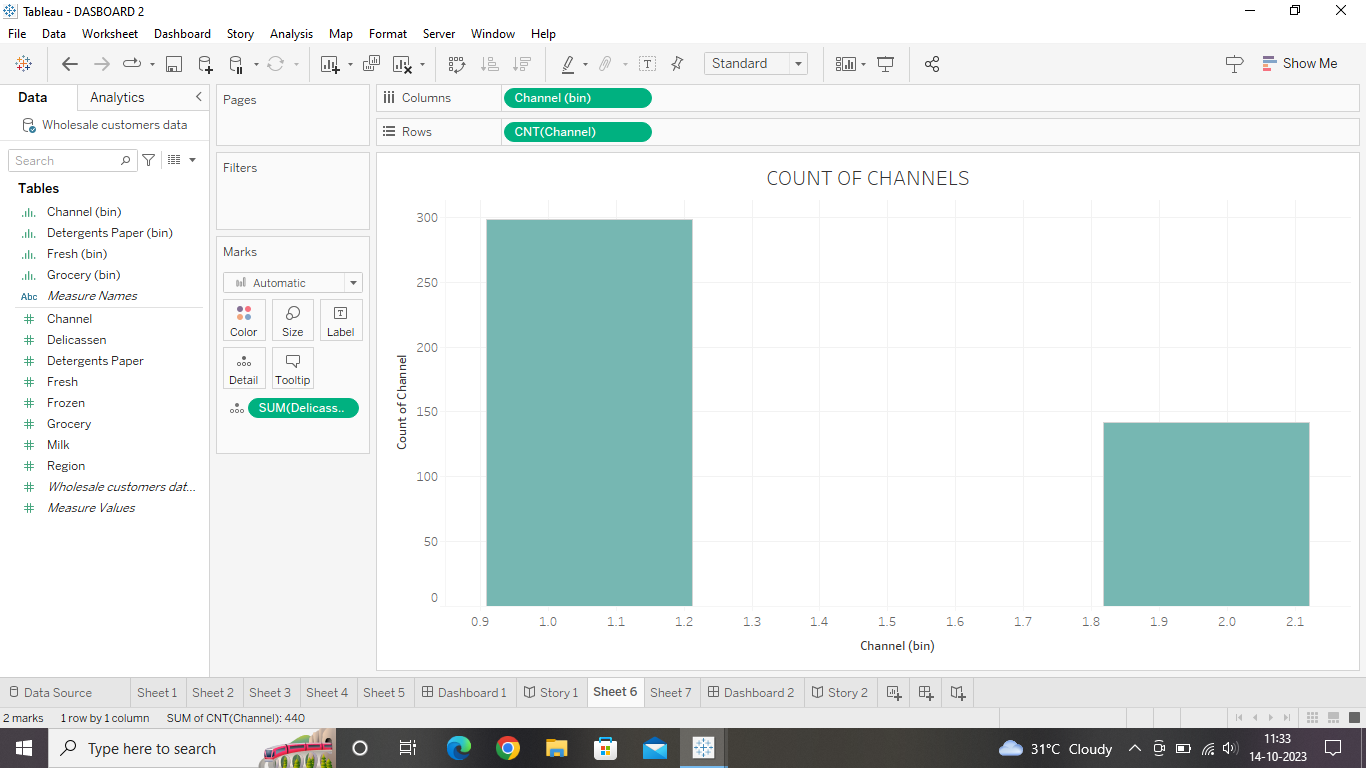 Tableau - DASBOARD 2
File Data Worksheet Dashboard Story Analysis Map Format Server Window Help
Standard
Show Me
Data Analytics
Wholesale customers data
Search
Tables
Channel (bin)
Detergents Paper (bin)
Fresh (bin)
Grocery (bin)
Abc Measure Names
Channel
Delicassen
Detergents Paper
Fresh
Frozen
Grocery
Milk
Region
Wholesale customers dat...
Measure Values
Pages
Filters
Marks
Automatic
Color Size Label
Detail Tooltip
SUM(Delicass..
Columns Channel (bin)
Rows CNT(Channel)
COUNT OF CHANNELS
Count of Channel
300
250
200
150
100
50
0
0.9 1.0 1.1 1.2 1.3 1.4 1.5 1.6 1.7 1.8 1.9 2.0 2.1
Channel (bin)
Data Source Sheet 1 Sheet 2 Sheet 3 Sheet 4 Sheet 5 Dashboard 1 Story 1 Sheet 6 Sheet 7 Dashboard 2 Story 2
2 marks 1 row by 1 column SUM of CNT(Channel): 440
Type here to search
31°C Cloudy
11:33
14-10-2023